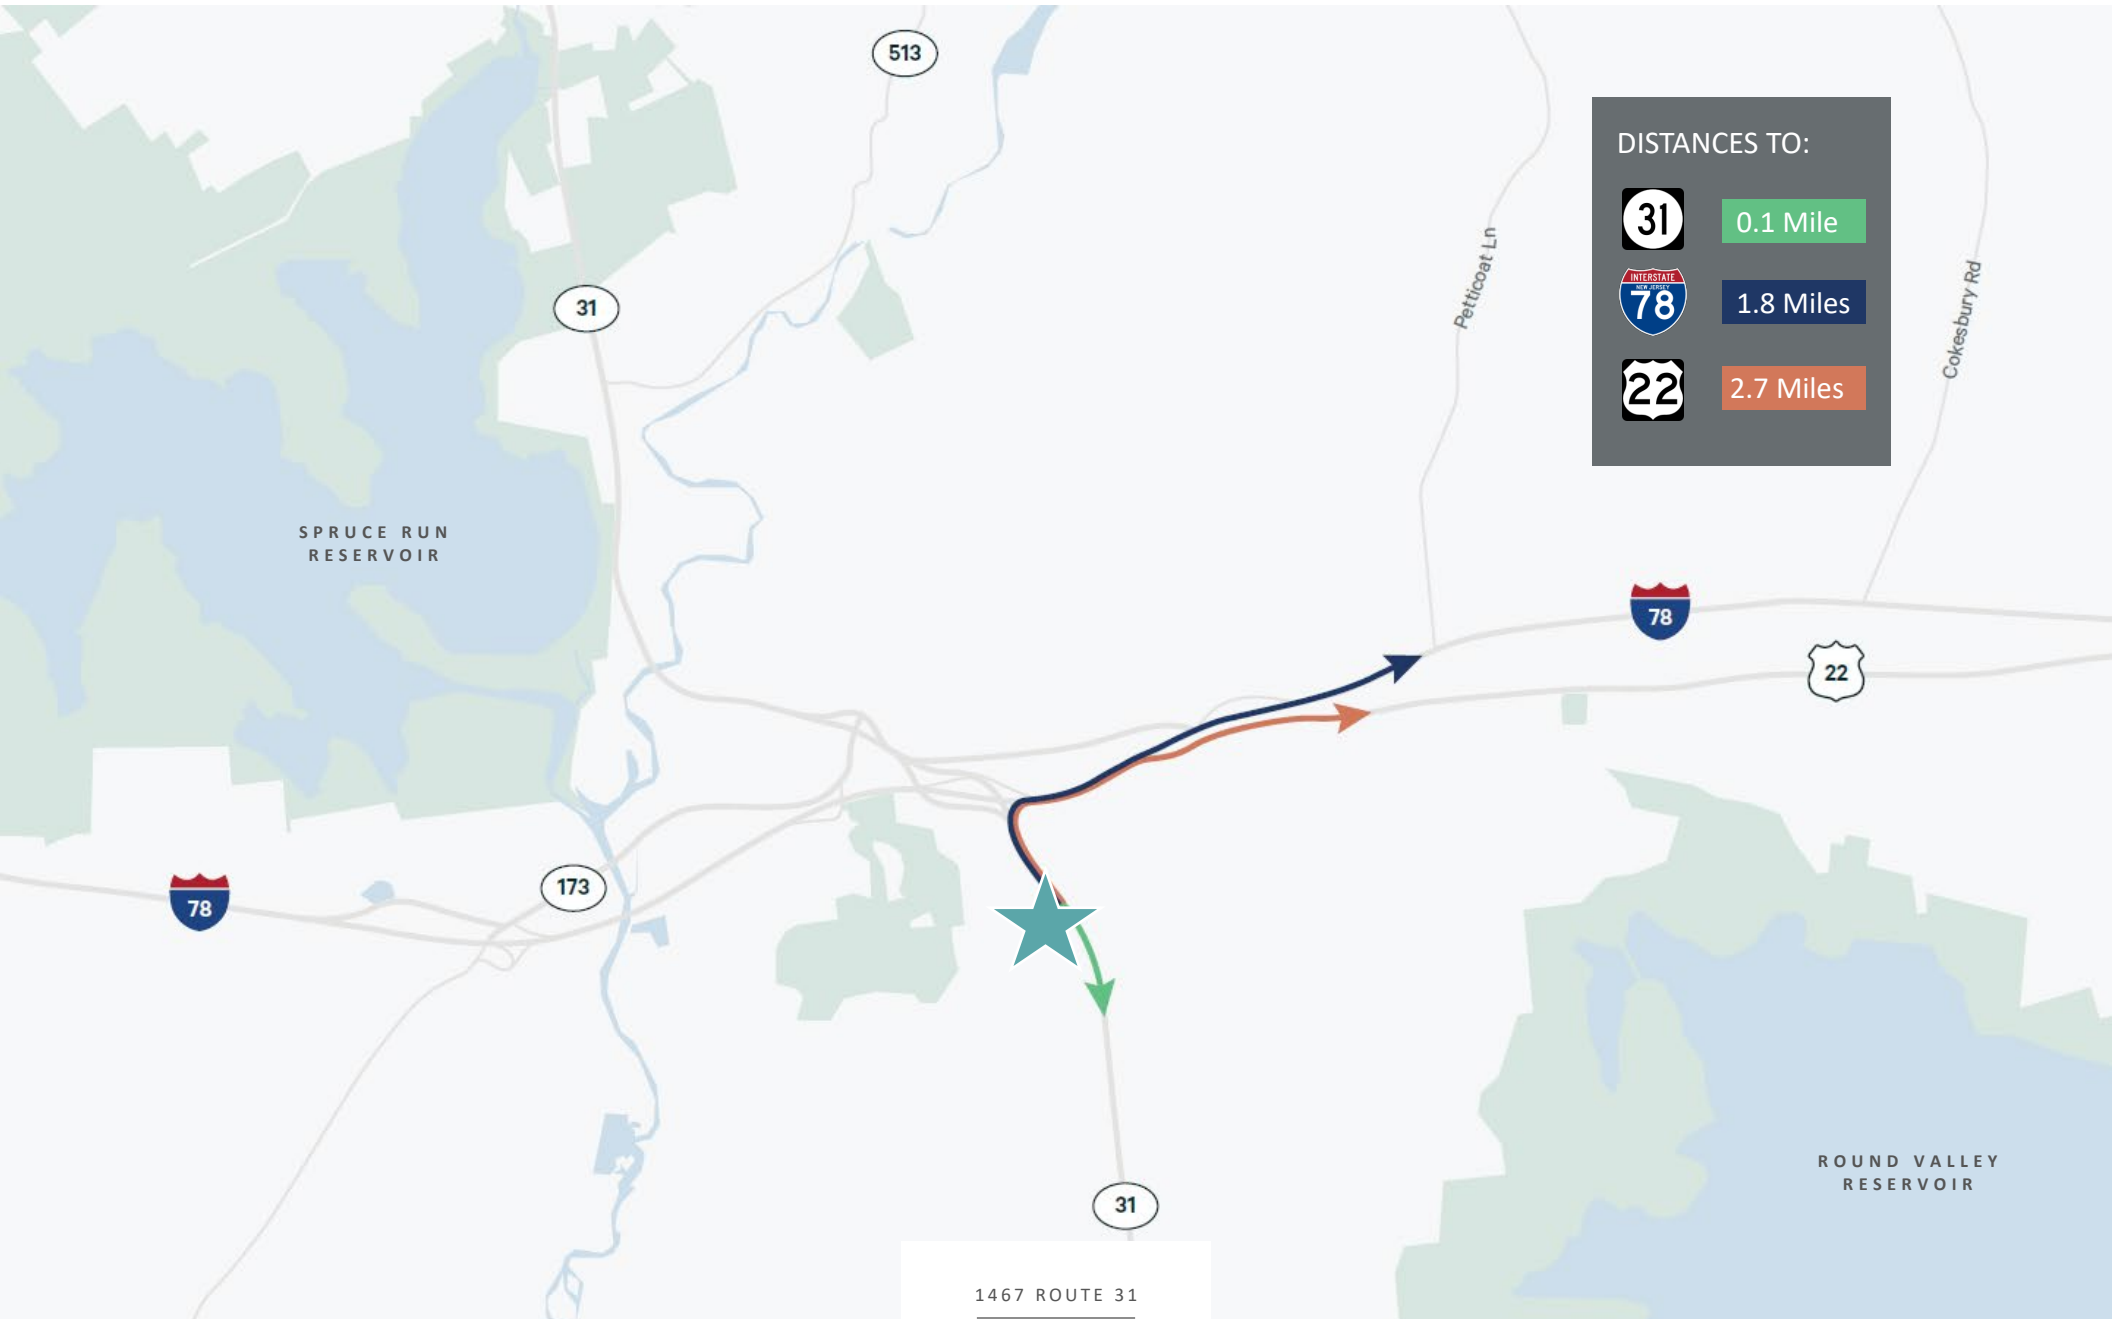 513
DISTANCES TO:
31
0.1 Mile
INTERSTATE
NEW JERSEY
78
1.8 Miles
22
2.7 Miles
Petticoat Ln
Cokesbury Rd
31
SPRUCE RUN
RESERVOIR
78
22
173
78
ROUND VALLEY
RESERVOIR
31
1467 ROUTE 31